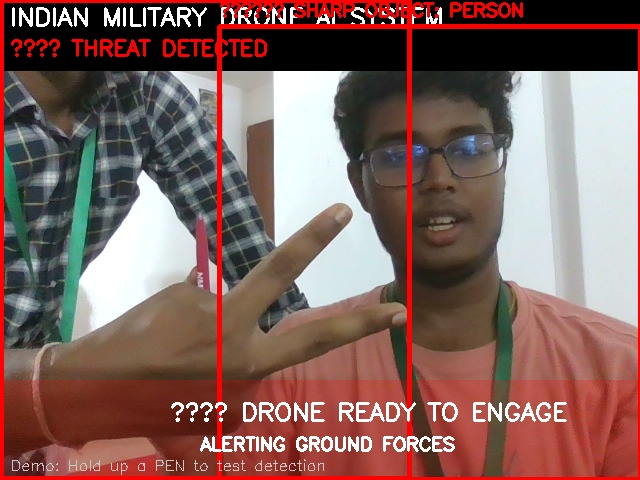 INDIAN MILITARY DRONE AI SYSTEM
?????? SHARP OBJECT: PERSON
???? THREAT DETECTED
???? DRONE READY TO ENGAGE
ALERTING GROUND FORCES
Demo: Hold up a PEN to test detection